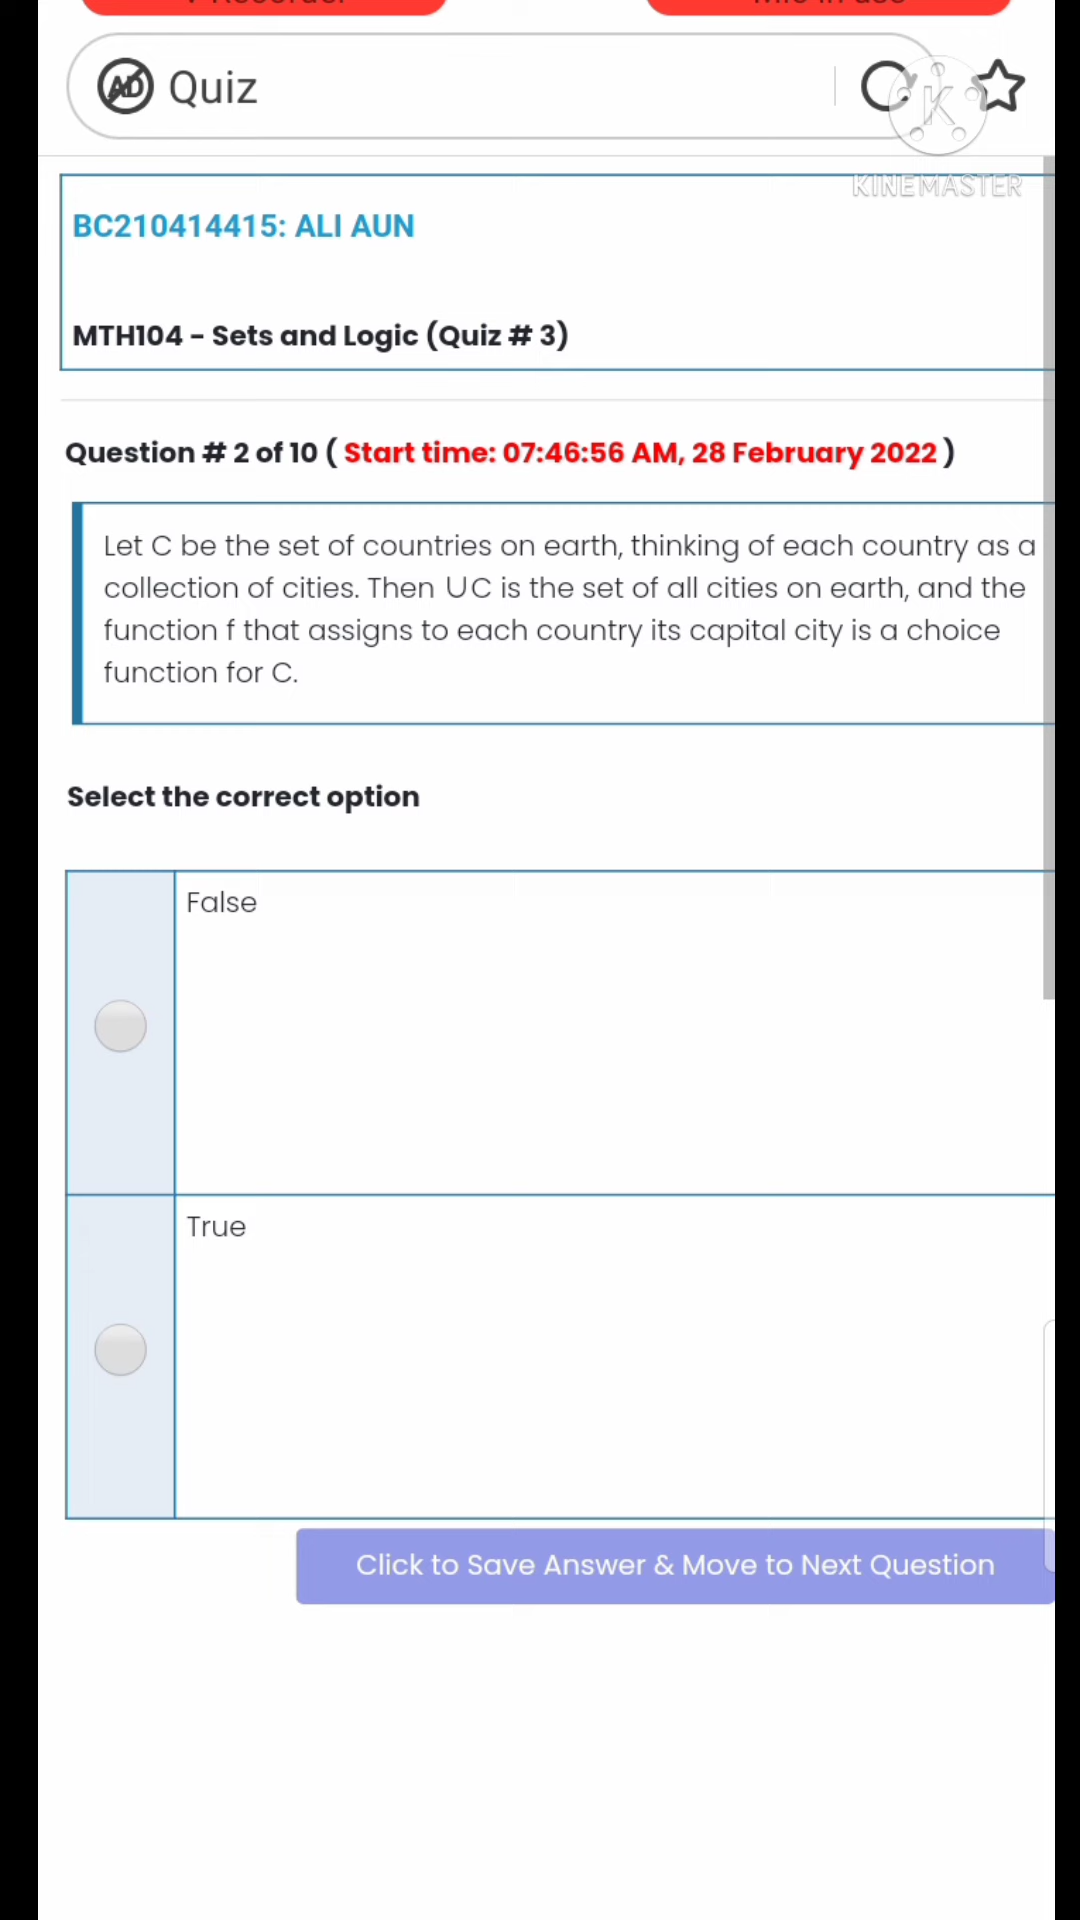 Quiz
KINEMASTER
BC210414415: ALI AUN
MTH104 - Sets and Logic (Quiz # 3)
Question # 2 of 10 ( Start time: 07:46:56 AM, 28 February 2022 )
Let C be the set of countries on earth, thinking of each country as a
collection of cities. Then UC is the set of all cities on earth, and the
function f that assigns to each country its capital city is a choice
function for C.
Select the correct option
False
True
Click to Save Answer & Move to Next Question